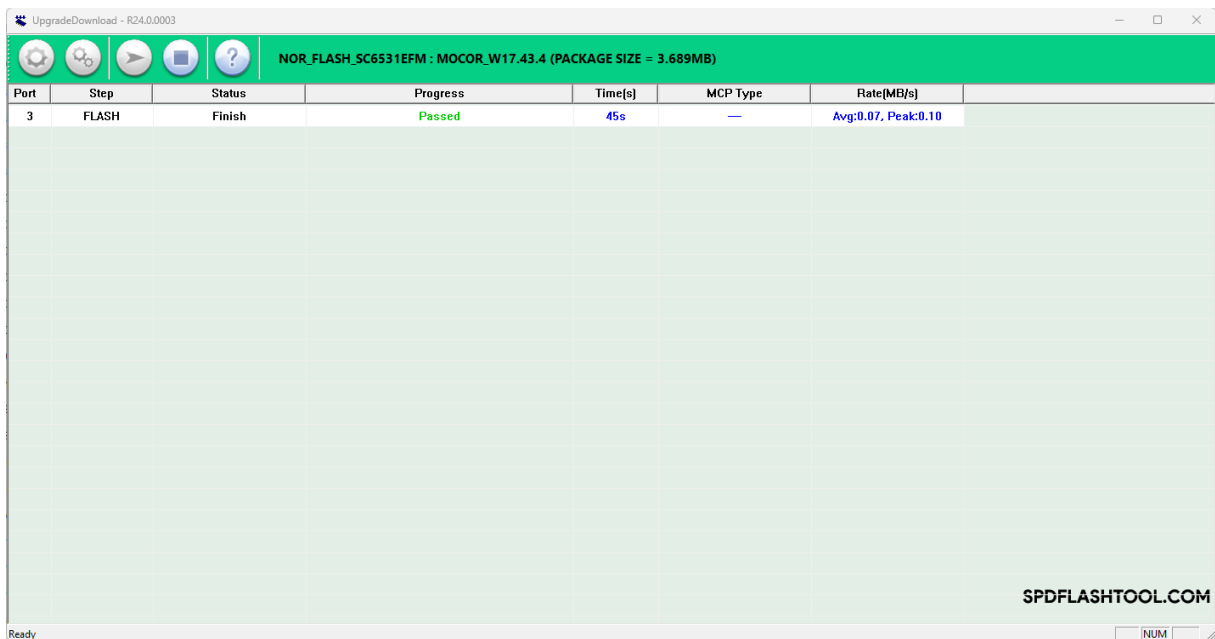 UpgradeDownload - R24.0.0003
NOR_FLASH_SC6531EFM : MOCOR_W17.43.4 (PACKAGE SIZE = 3.689MB)
Port Step Status Progress Time(s) MCP Type Rate(MB/s)
3 FLASH Finish Passed 45s — Avg:0.07, Peak:0.10
SPDFLASHTOOL.COM
Ready NUM